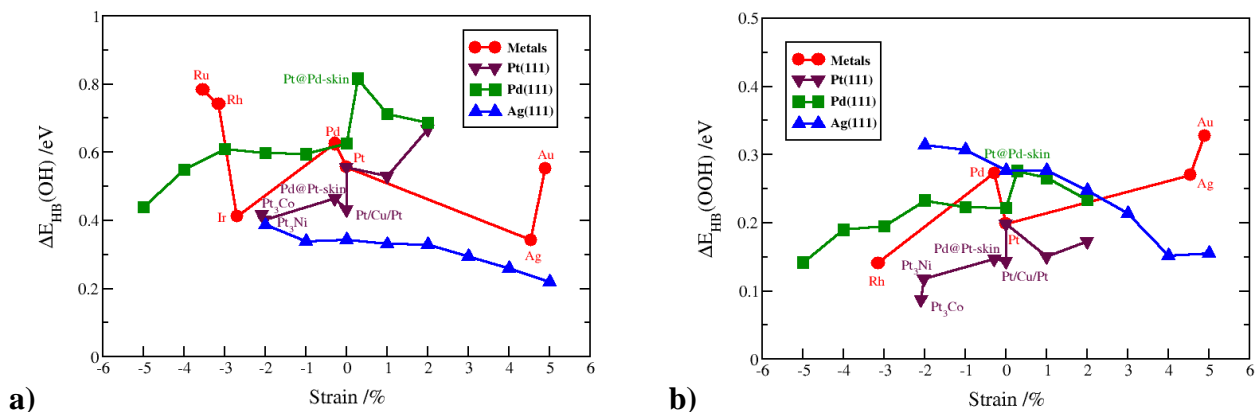 1
0.8
0.6
0.4
0.2
0
ΔE_HB(OH) /eV
-6 -5 -4 -3 -2 -1 0 1 2 3 4 5 6
Strain /%
Metals
Pt(111)
Pd(111)
Ag(111)
Ru
Rh
Pt@Pd-skin
Pd
Pt
Au
Pd@Pt-skin
Pt₃Co
Ir
Pt₃Ni
Pt/Cu/Pt
Ag
a)
0.5
0.4
0.3
0.2
0.1
0
ΔE_HB(OOH) /eV
-6 -5 -4 -3 -2 -1 0 1 2 3 4 5 6
Strain /%
Metals
Pt(111)
Pd(111)
Ag(111)
Au
Pt@Pd-skin
Pd
Ag
Pt
Pd@Pt-skin
Pt₃Ni
Pt/Cu/Pt
Rh
Pt₃Co
b)